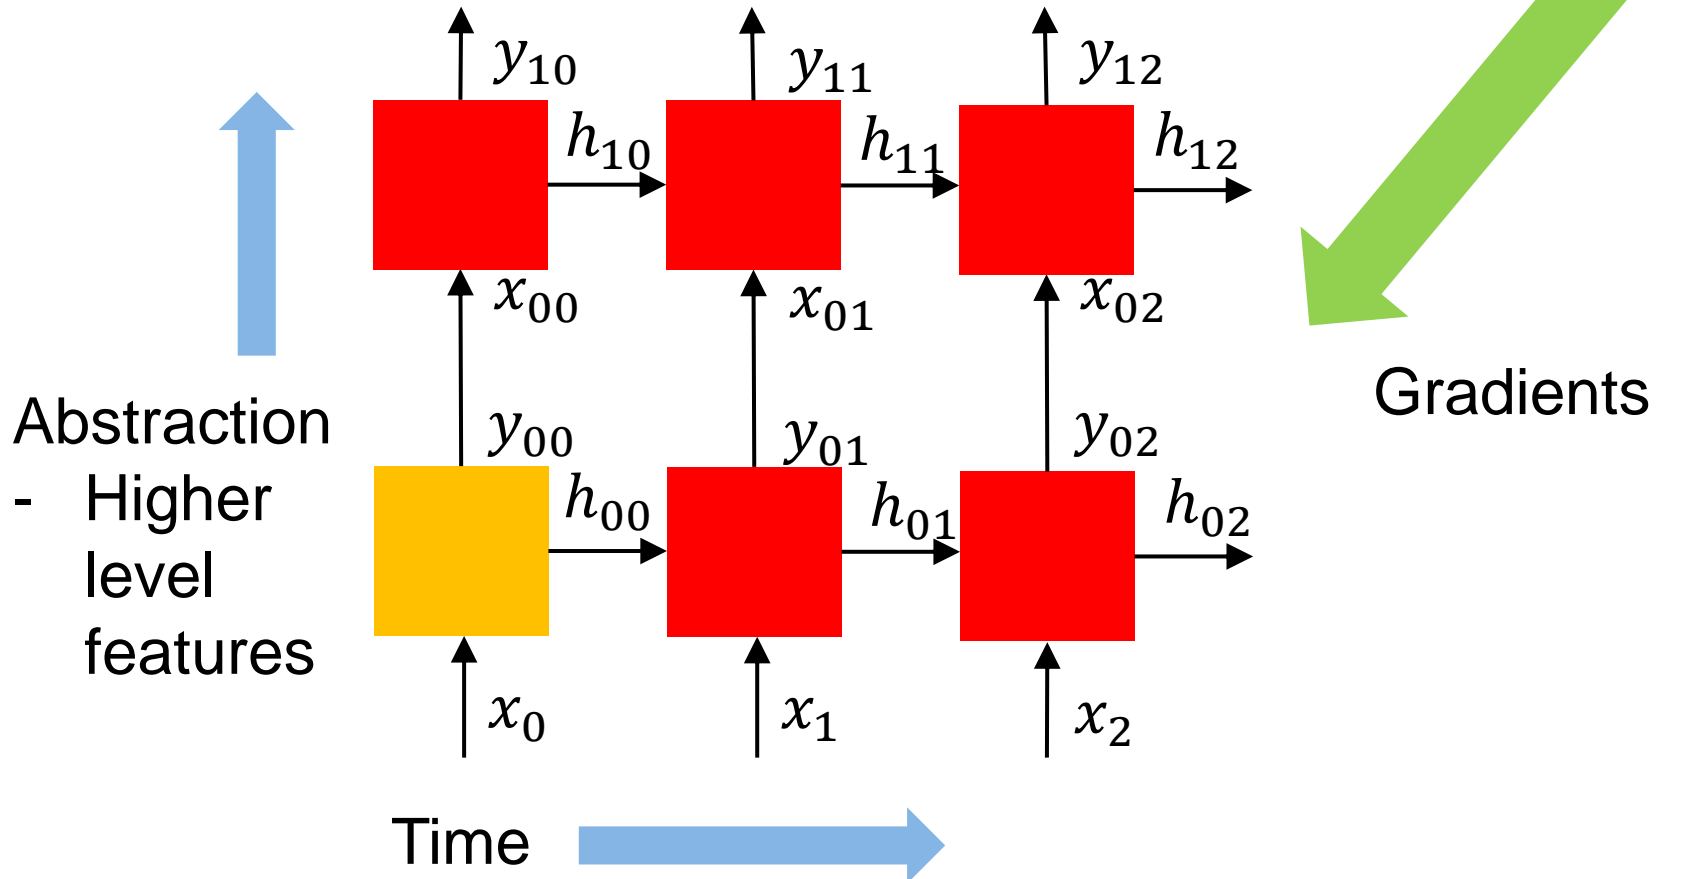 y₁₀ y₁₁ y₁₂
h₁₀ h₁₁ h₁₂
x₀₀ x₀₁ x₀₂
Gradients
Abstraction
- Higher
level
features
y₀₀ y₀₁ y₀₂
h₀₀ h₀₁ h₀₂
x₀ x₁ x₂
Time